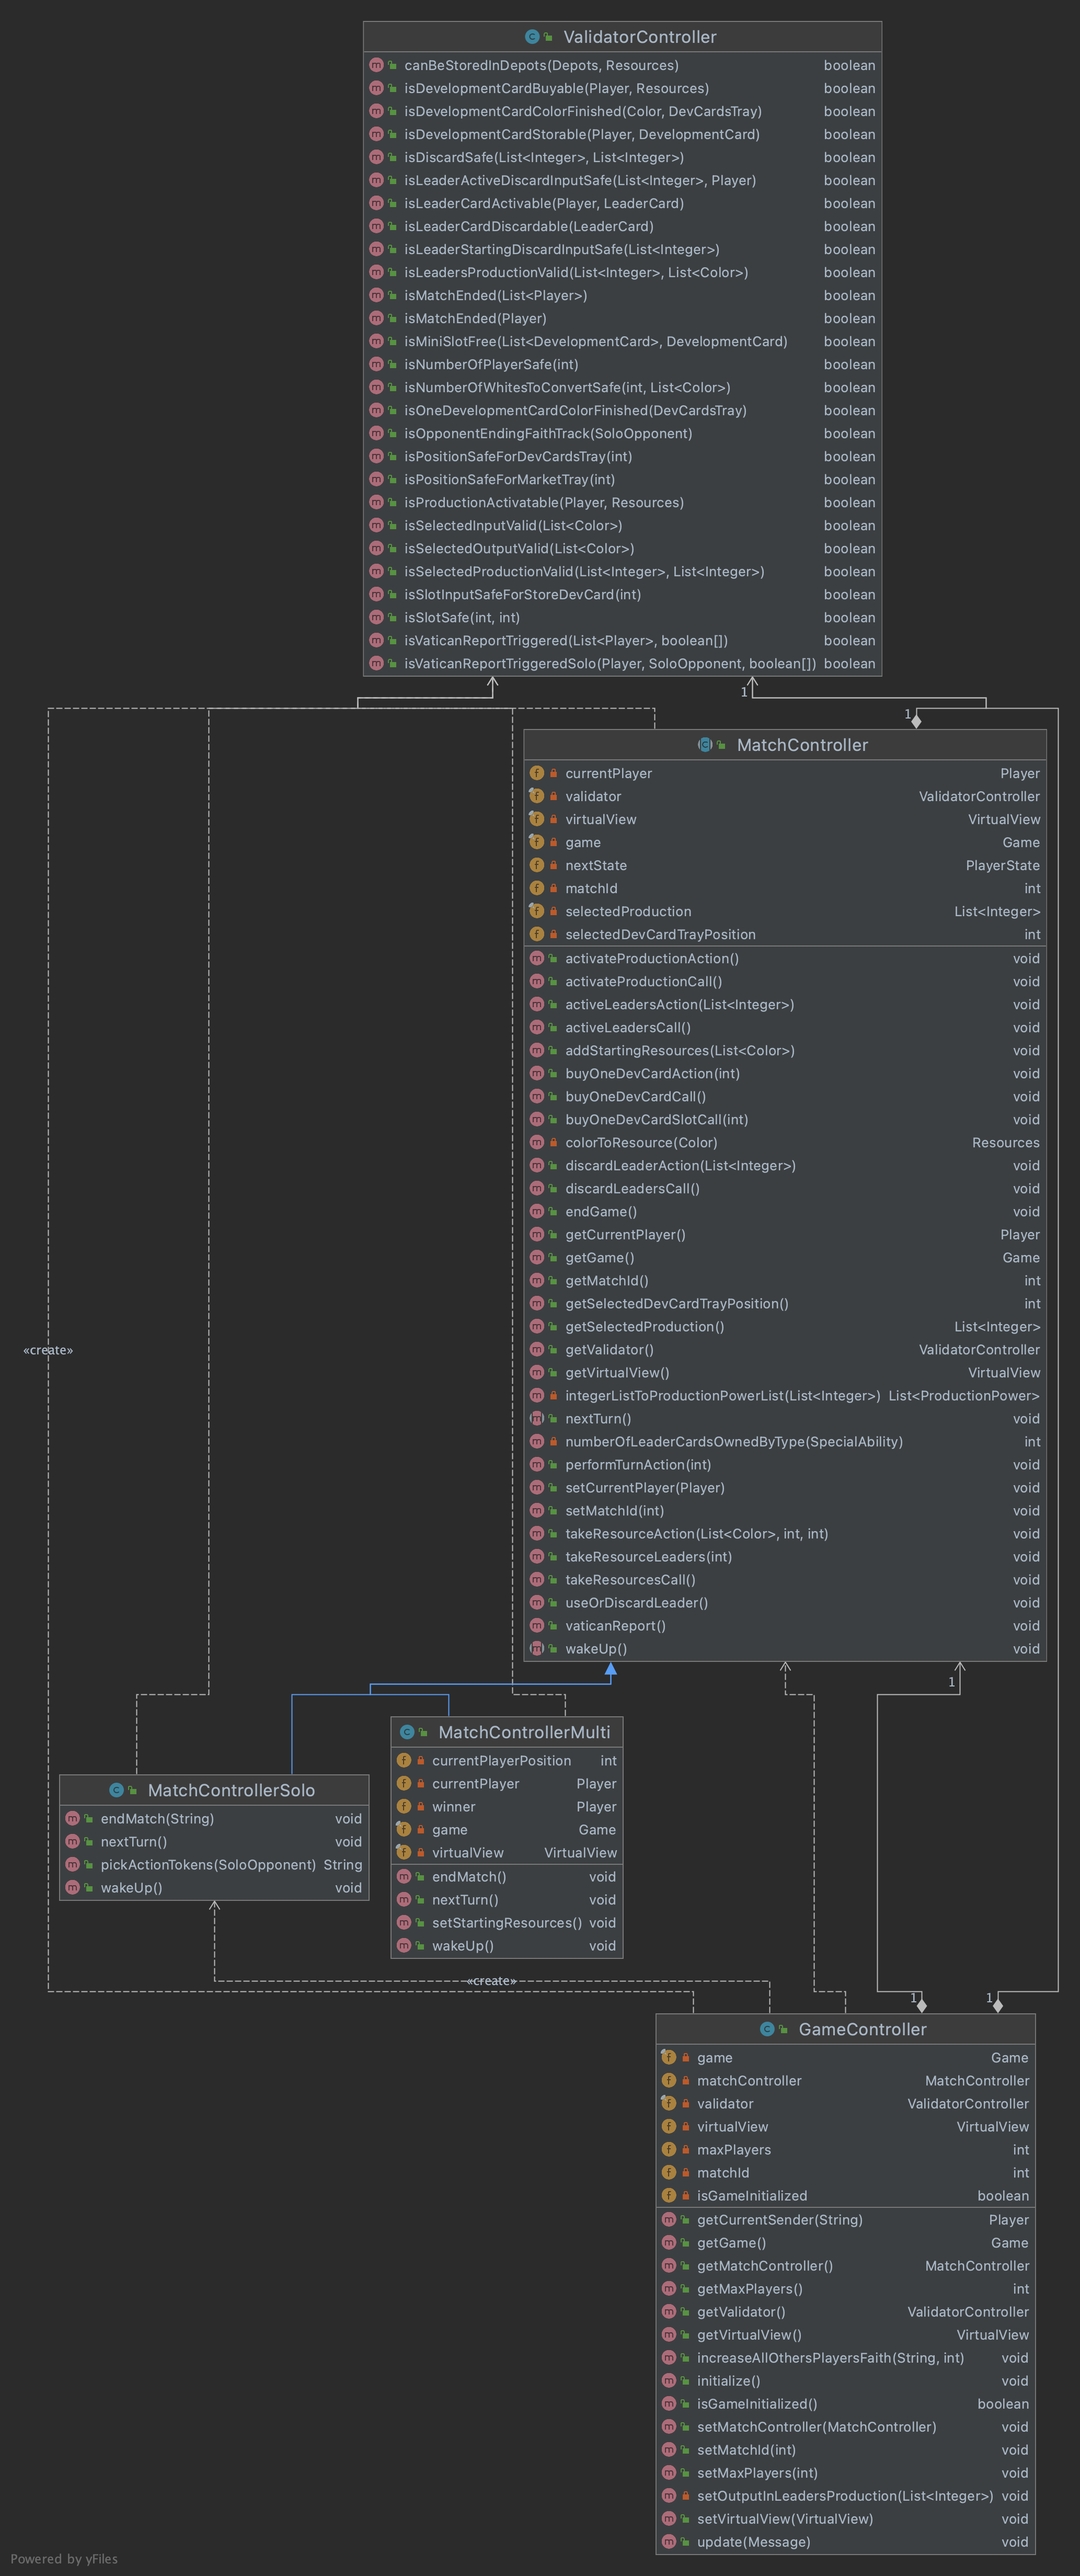 ValidatorController
canBeStoredInDepots(Depots, Resources) boolean
isDevelopmentCardBuyable(Player, Resources) boolean
isDevelopmentCardColorFinished(Color, DevCardsTray) boolean
isDevelopmentCardStorable(Player, DevelopmentCard) boolean
isDiscardSafe(List<Integer>, List<Integer>) boolean
isLeaderActiveDiscardInputSafe(List<Integer>, Player) boolean
isLeaderCardActivable(Player, LeaderCard) boolean
isLeaderCardDiscardable(LeaderCard) boolean
isLeaderStartingDiscardInputSafe(List<Integer>) boolean
isLeadersProductionValid(List<Integer>, List<Color>) boolean
isMatchEnded(List<Player>) boolean
isMatchEnded(Player) boolean
isMiniSlotFree(List<DevelopmentCard>, DevelopmentCard) boolean
isNumberOfPlayerSafe(int) boolean
isNumberOfWhitesToConvertSafe(int, List<Color>) boolean
isOneDevelopmentCardColorFinished(DevCardsTray) boolean
isOpponentEndingFaithTrack(SoloOpponent) boolean
isPositionSafeForDevCardsTray(int) boolean
isPositionSafeForMarketTray(int) boolean
isProductionActivatable(Player, Resources) boolean
isSelectedInputValid(List<Color>) boolean
isSelectedOutputValid(List<Color>) boolean
isSelectedProductionValid(List<Integer>, List<Integer>) boolean
isSlotInputSafeForStoreDevCard(int) boolean
isSlotSafe(int, int) boolean
isVaticanReportTriggered(List<Player>, boolean[]) boolean
isVaticanReportTriggeredSolo(Player, SoloOpponent, boolean[]) boolean
1
1
MatchController
currentPlayer Player
validator ValidatorController
virtualView VirtualView
game Game
nextState PlayerState
matchId int
selectedProduction List<Integer>
selectedDevCardTrayPosition int
activateProductionAction() void
activateProductionCall() void
activeLeadersAction(List<Integer>) void
activeLeadersCall() void
addStartingResources(List<Color>) void
buyOneDevCardAction(int) void
buyOneDevCardCall() void
buyOneDevCardSlotCall(int) void
colorToResource(Color) Resources
discardLeaderAction(List<Integer>) void
discardLeadersCall() void
endGame() void
getCurrentPlayer() Player
getGame() Game
getMatchId() int
getSelectedDevCardTrayPosition() int
getSelectedProduction() List<Integer>
getValidator() ValidatorController
«create»
getVirtualView() VirtualView
integerListToProductionPowerList(List<Integer>) List<ProductionPower>
nextTurn() void
numberOfLeaderCardsOwnedByType(SpecialAbility) int
performTurnAction(int) void
setCurrentPlayer(Player) void
setMatchId(int) void
takeResourceAction(List<Color>, int, int) void
takeResourceLeaders(int) void
takeResourcesCall() void
useOrDiscardLeader() void
vaticanReport() void
wakeUp() void
1
MatchControllerMulti
currentPlayerPosition int
currentPlayer Player
winner Player
game Game
virtualView VirtualView
endMatch() void
nextTurn() void
setStartingResources() void
wakeUp() void
MatchControllerSolo
endMatch(String) void
nextTurn() void
pickActionTokens(SoloOpponent) String
wakeUp() void
«create»
1
1
GameController
game Game
matchController MatchController
validator ValidatorController
virtualView VirtualView
maxPlayers int
matchId int
isGameInitialized boolean
getCurrentSender(String) Player
getGame() Game
getMatchController() MatchController
getMaxPlayers() int
getValidator() ValidatorController
getVirtualView() VirtualView
increaseAllOthersPlayersFaith(String, int) void
initialize() void
isGameInitialized() boolean
setMatchController(MatchController) void
setMatchId(int) void
setMaxPlayers(int) void
setOutputInLeadersProduction(List<Integer>) void
setVirtualView(VirtualView) void
update(Message) void
Powered by yFiles